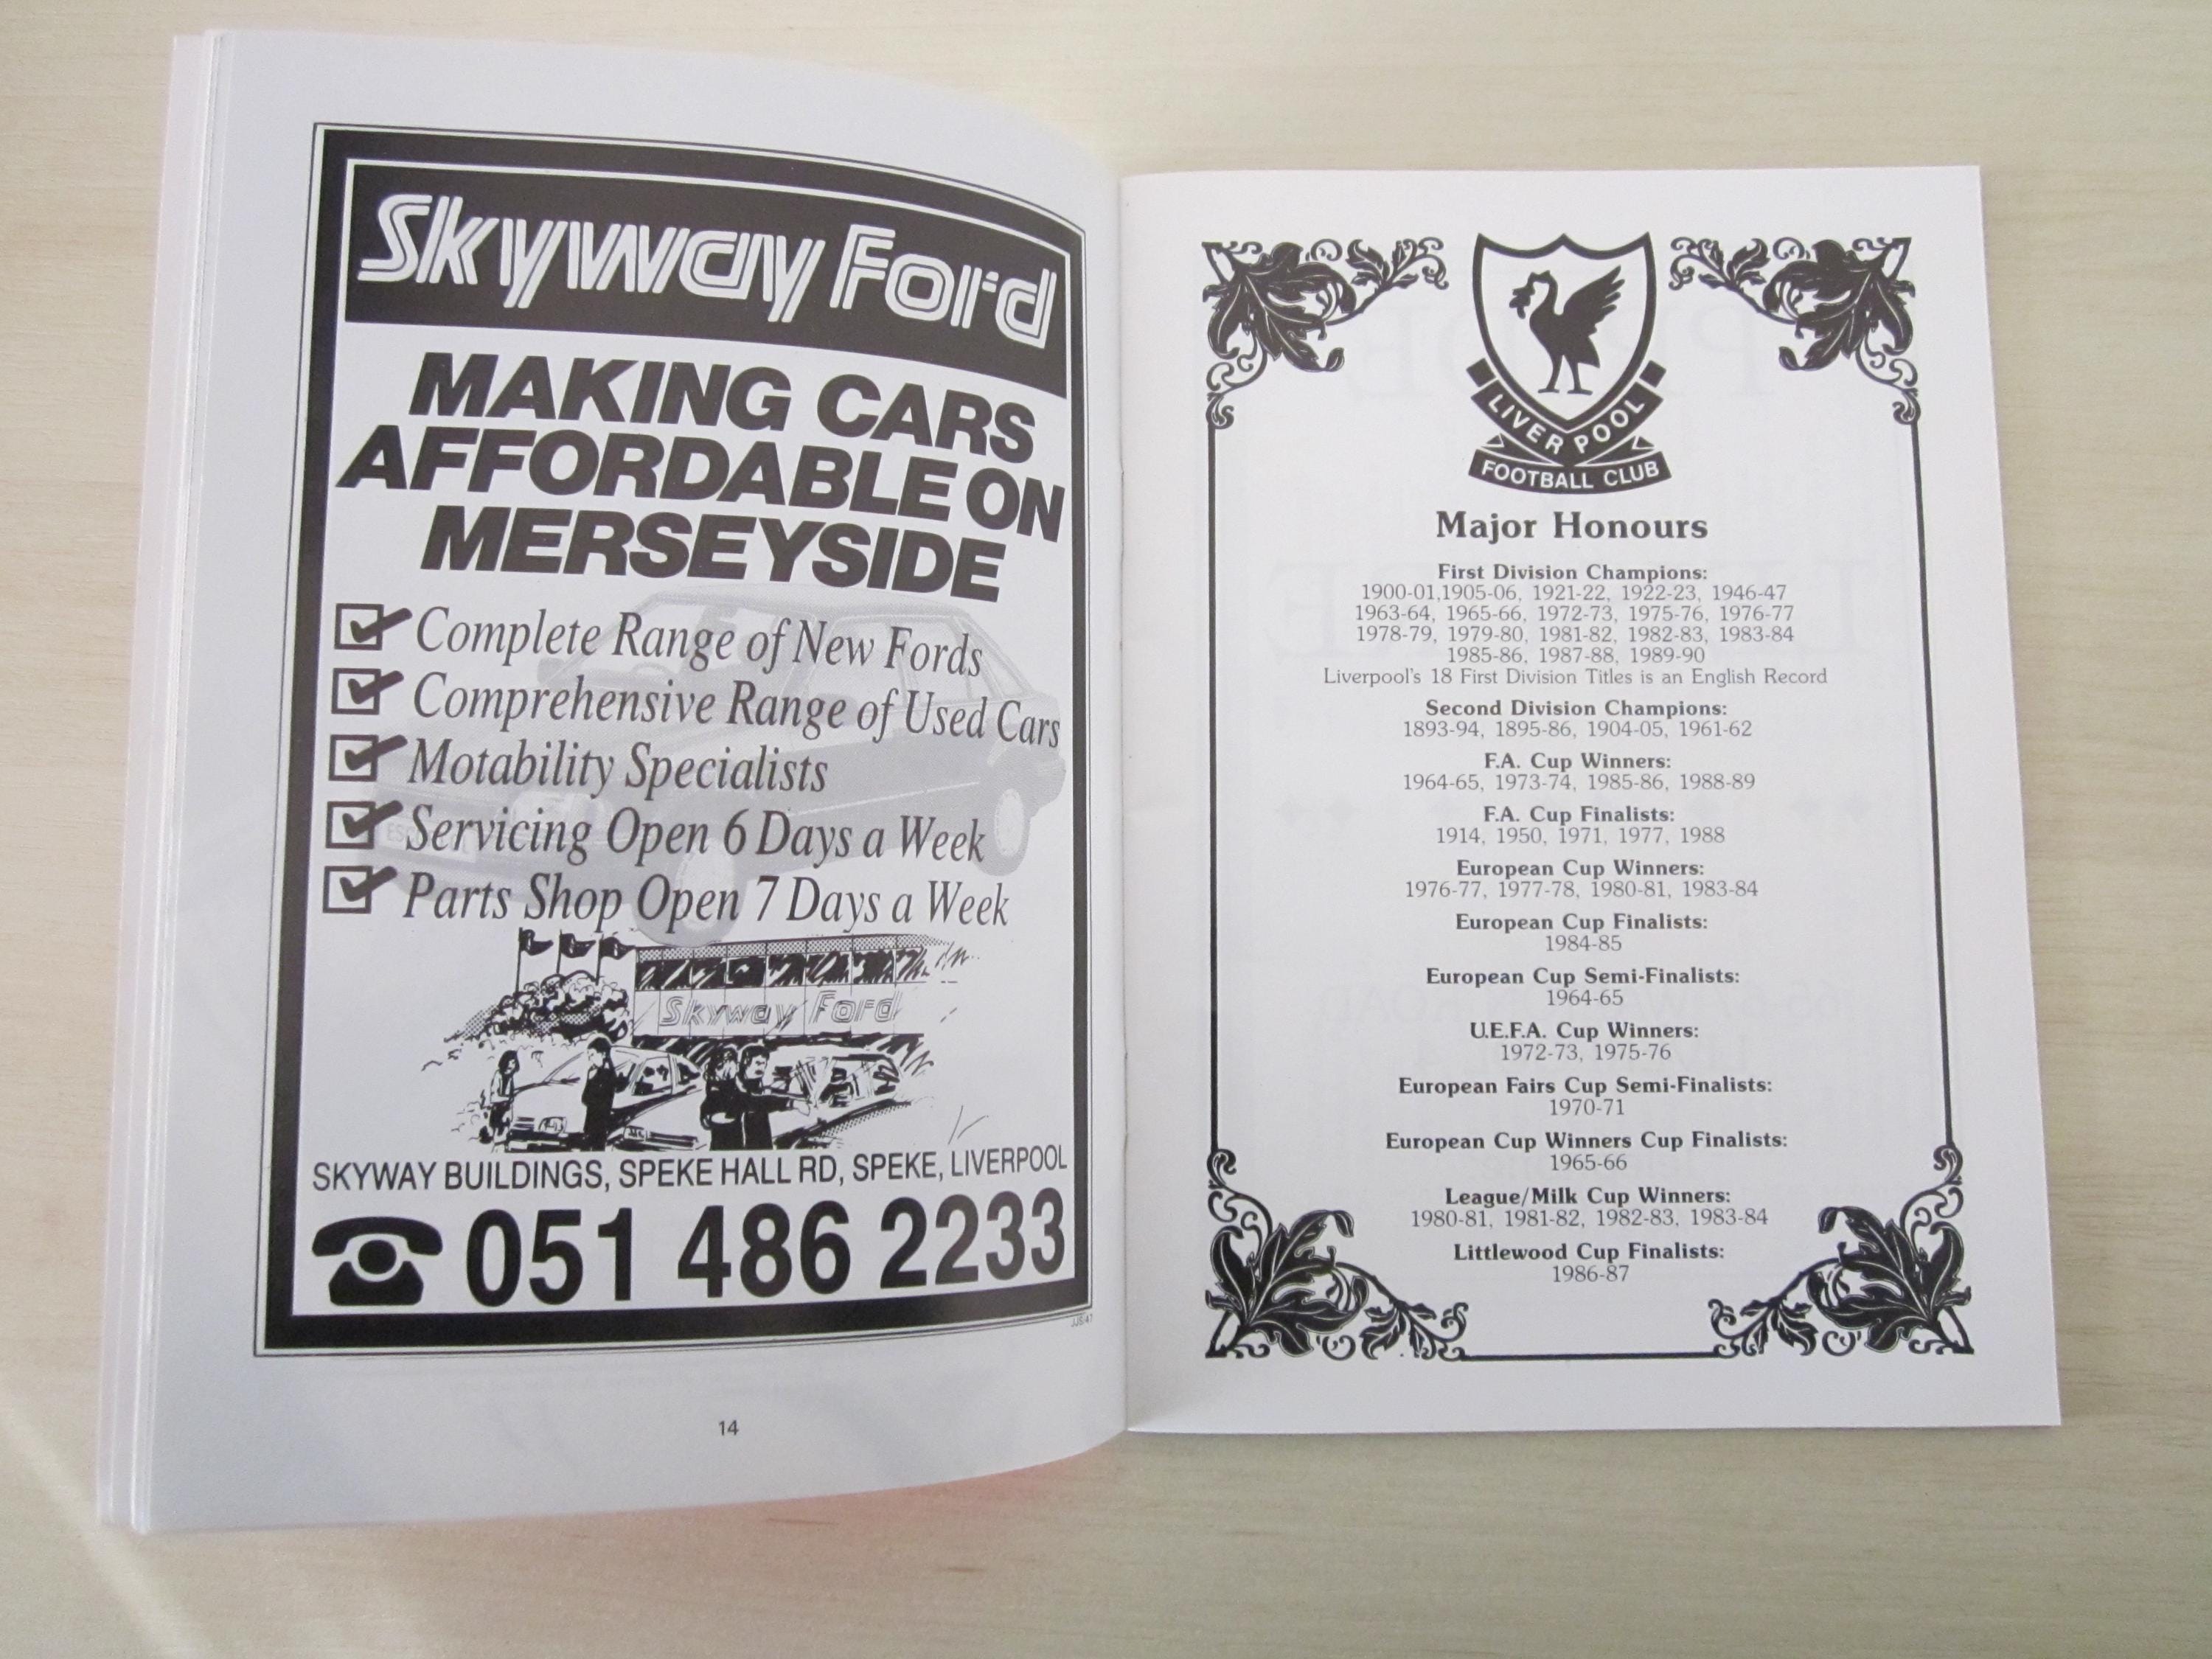 Skyway Ford
MAKING CARS
AFFORDABLE ON
MERSEYSIDE
Complete Range of New Fords
Comprehensive Range of Used Cars
Motability Specialists
Servicing Open 6 Days a Week
Parts Shop Open 7 Days a Week
Skyway Ford
SKYWAY BUILDINGS, SPEKE HALL RD, SPEKE, LIVERPOOL
051 486 2233
14
LIVERPOOL
FOOTBALL CLUB
Major Honours
First Division Champions:
1900-01,1905-06, 1921-22, 1922-23, 1946-47
1963-64, 1965-66, 1972-73, 1975-76, 1976-77
1978-79, 1979-80, 1981-82, 1982-83, 1983-84
1985-86, 1987-88, 1989-90
Liverpool's 18 First Division Titles is an English Record
Second Division Champions:
1893-94, 1895-86, 1904-05, 1961-62
F.A. Cup Winners:
1964-65, 1973-74, 1985-86, 1988-89
F.A. Cup Finalists:
1914, 1950, 1971, 1977, 1988
European Cup Winners:
1976-77, 1977-78, 1980-81, 1983-84
European Cup Finalists:
1984-85
European Cup Semi-Finalists:
1964-65
U.E.F.A. Cup Winners:
1972-73, 1975-76
European Fairs Cup Semi-Finalists:
1970-71
European Cup Winners Cup Finalists:
1965-66
League/Milk Cup Winners:
1980-81, 1981-82, 1982-83, 1983-84
Littlewood Cup Finalists:
1986-87